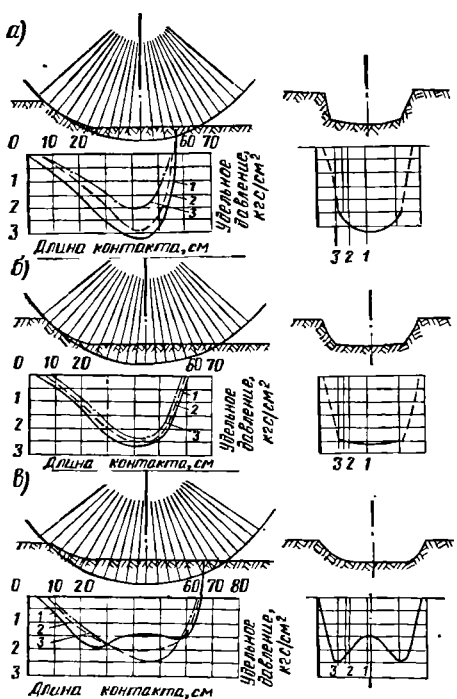 а)
0 10 20 60 70
1
2
3
1
2
3
Удельное давление, кгс/см²
Длина контакта, см
3 2 1
б)
0 10 20 60 70
1
2
3
1
2
3
Удельное давление, кгс/см²
Длина контакта, см
3 2 1
в)
0 10 20 60 70 80
1
2
3
1
2
3
Удельное давление, кгс/см²
Длина контакта, см
3 2 1